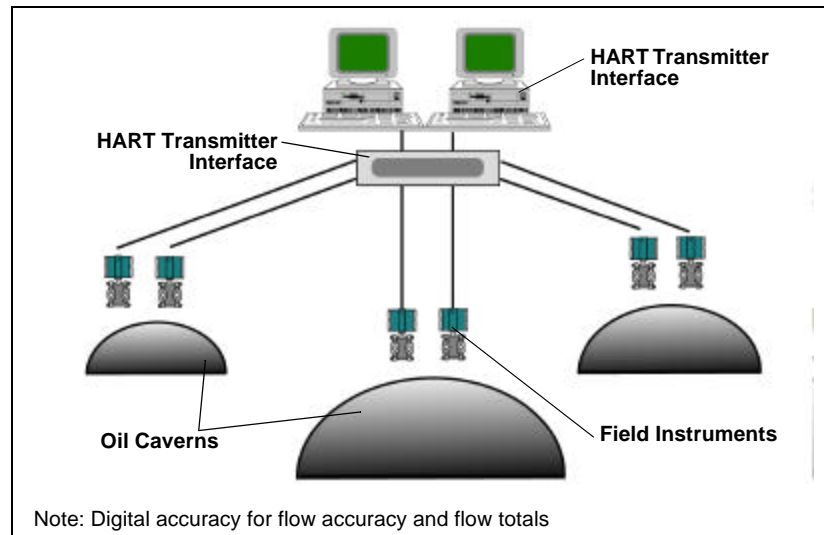 HART Transmitter
Interface
HART Transmitter
Interface
Oil Caverns
Field Instruments
Note: Digital accuracy for flow accuracy and flow totals